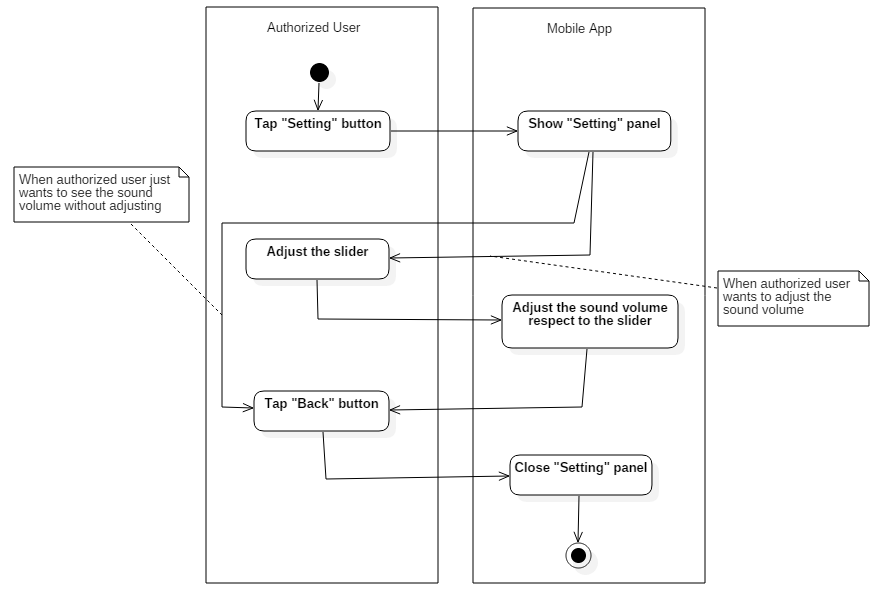 Authorized User
Mobile App
Tap "Setting" button
Show "Setting" panel
When authorized user just
wants to see the sound
volume without adjusting
Adjust the slider
When authorized user
wants to adjust the
sound volume
Adjust the sound volume
respect to the slider
Tap "Back" button
Close "Setting" panel